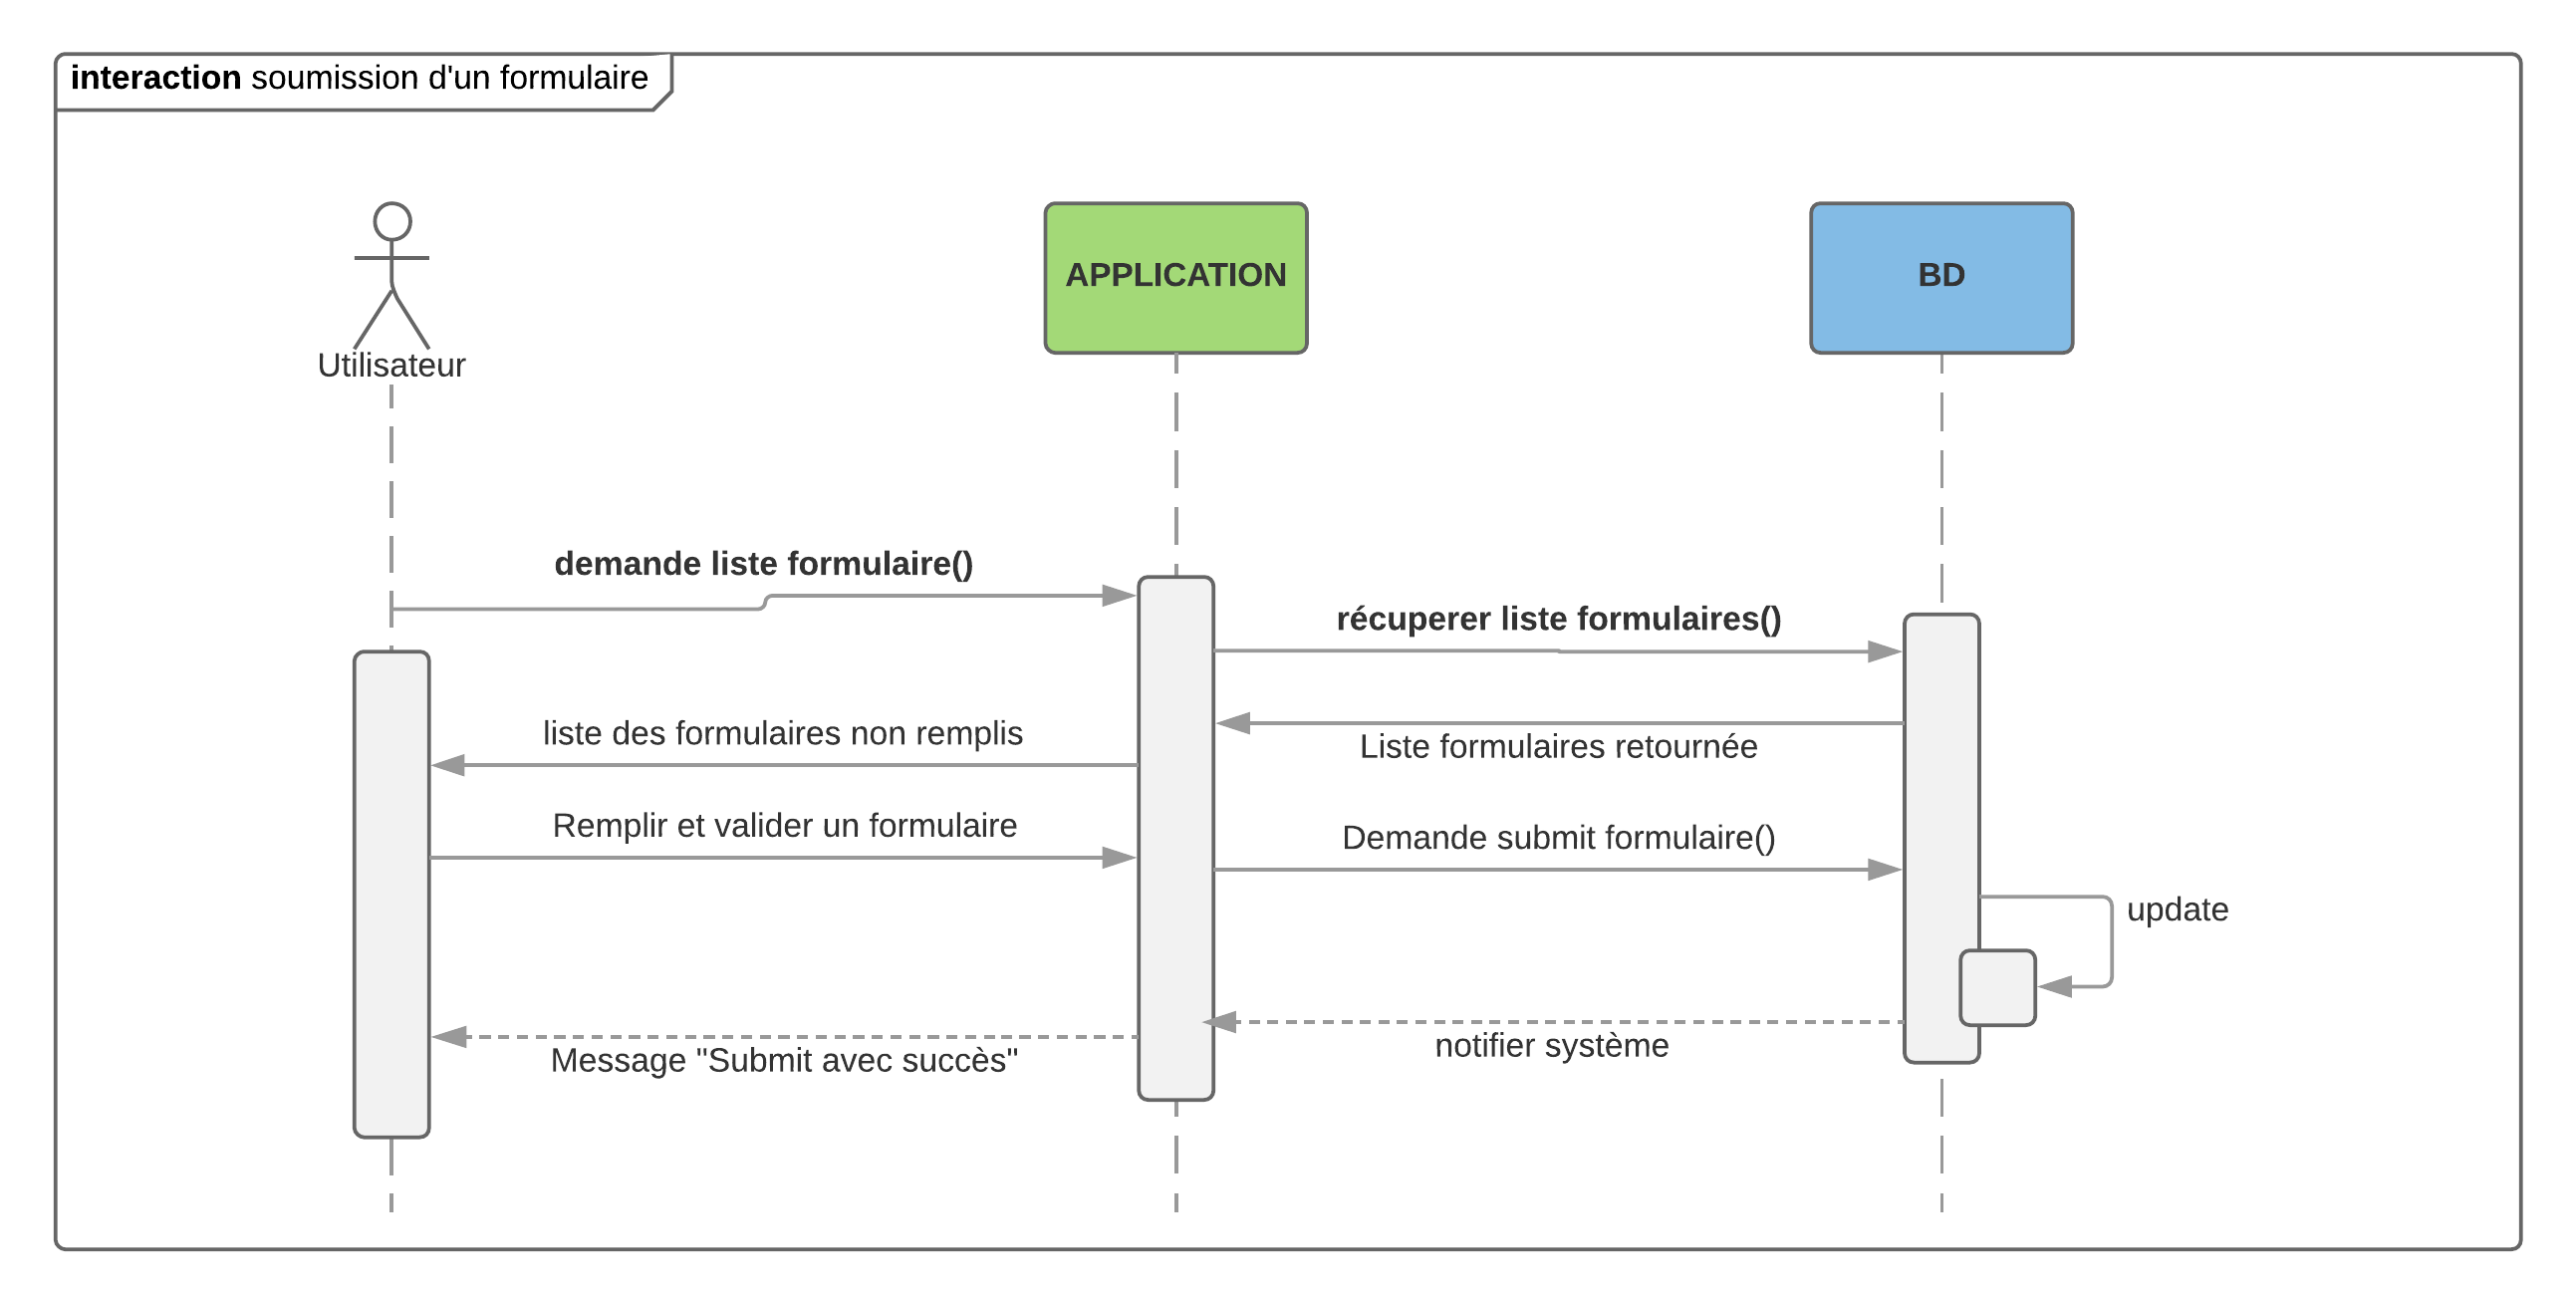 interaction soumission d'un formulaire
APPLICATION
BD
Utilisateur
demande liste formulaire()
récuperer liste formulaires()
liste des formulaires non remplis
Liste formulaires retournée
Remplir et valider un formulaire
Demande submit formulaire()
update
notifier système
Message "Submit avec succès"